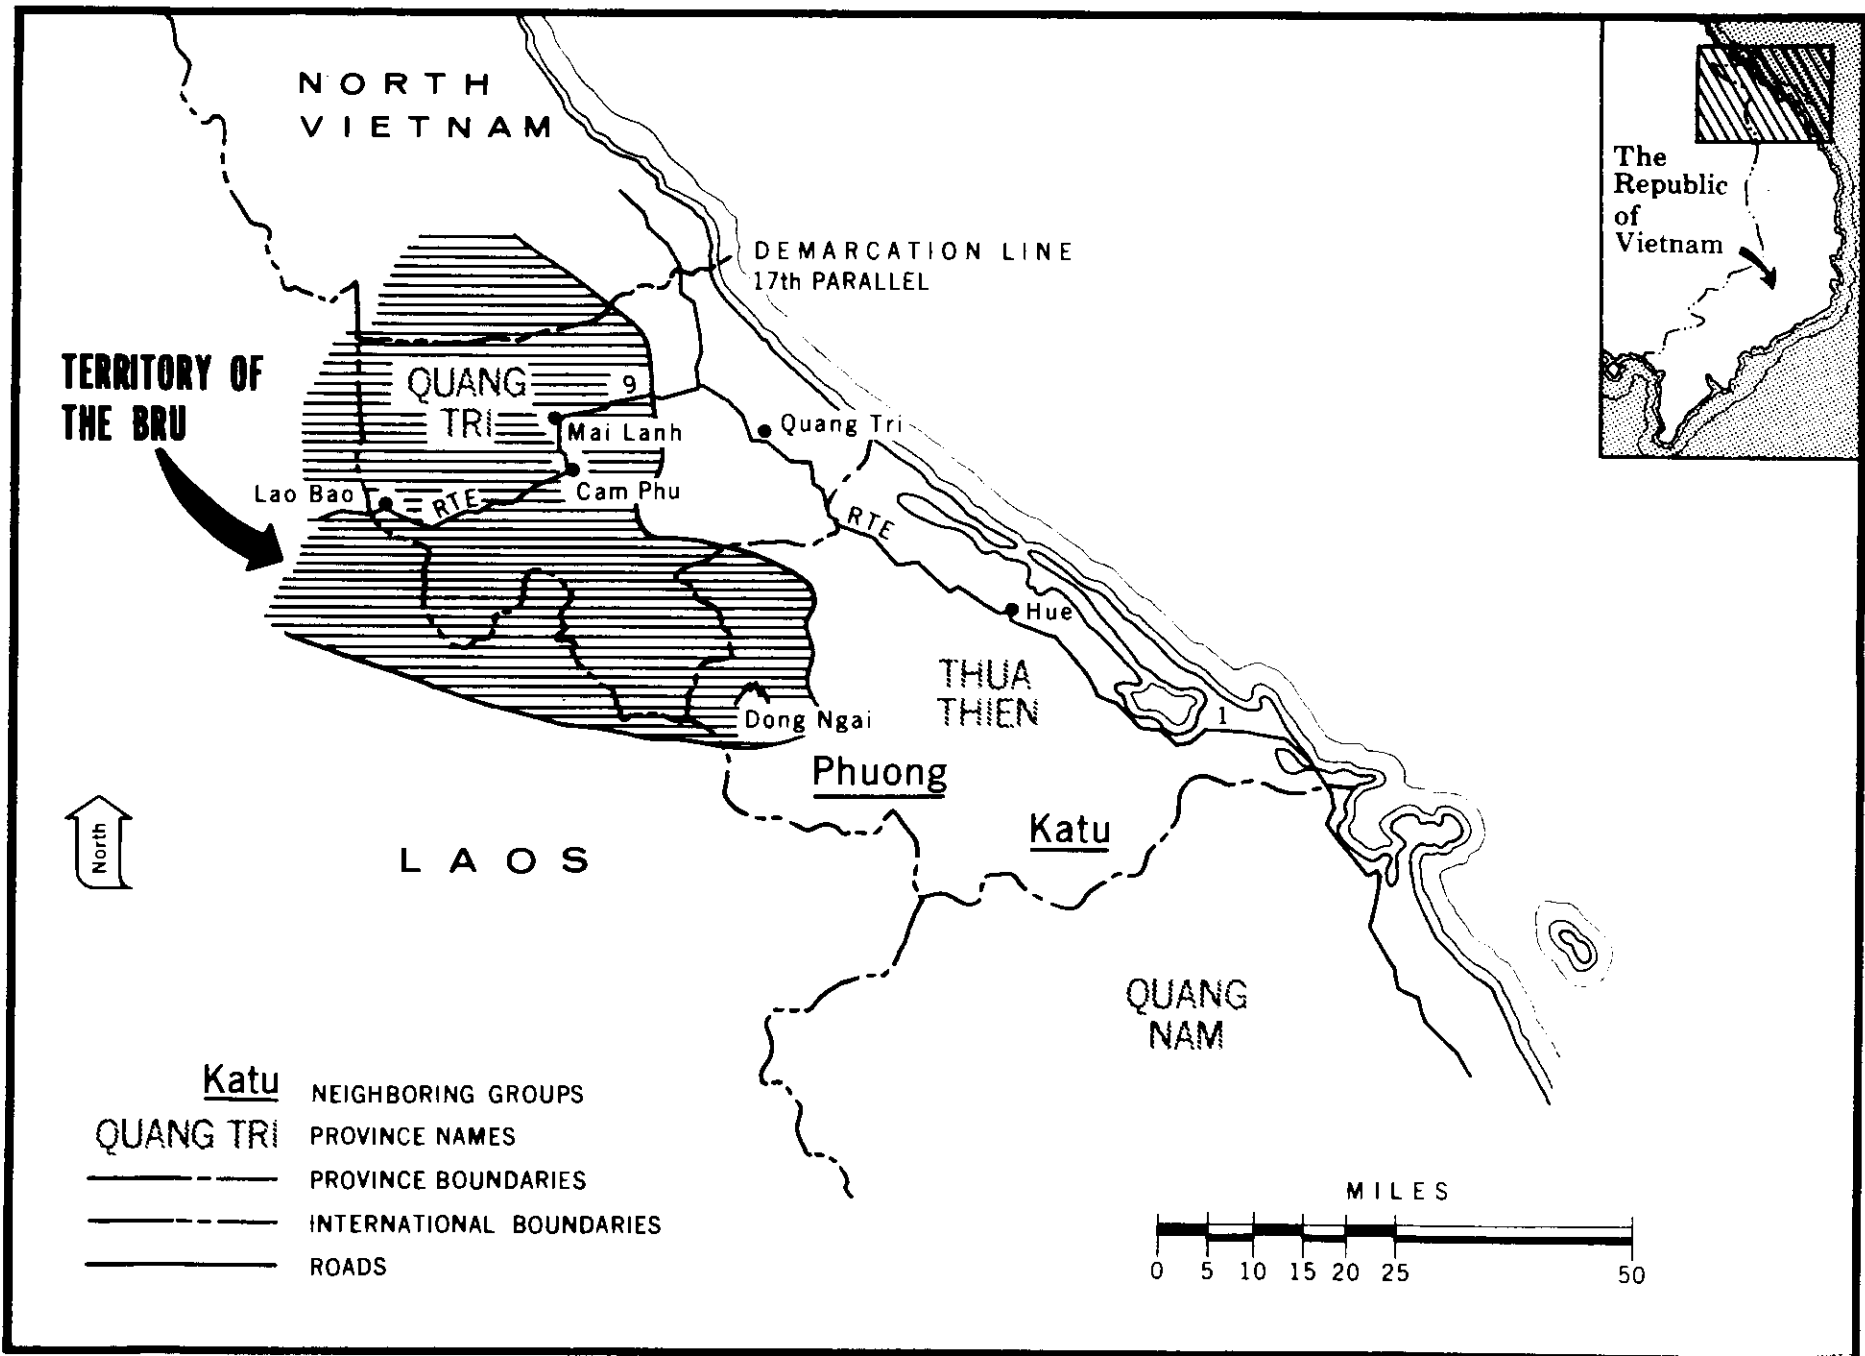 NORTH
VIETNAM
The
Republic
of
Vietnam
DEMARCATION LINE
17th PARALLEL
TERRITORY OF
THE BRU
QUANG
TRI
9
Mai Lanh
Quang Tri
Lao Bao
RTE
Cam Phu
RTE
Hue
THUA
THIEN
1
Dong Ngai
Phuong
Katu
North
LAOS
QUANG
NAM
Katu NEIGHBORING GROUPS
QUANG TRI PROVINCE NAMES
PROVINCE BOUNDARIES
INTERNATIONAL BOUNDARIES
ROADS
MILES
0 5 10 15 20 25 50